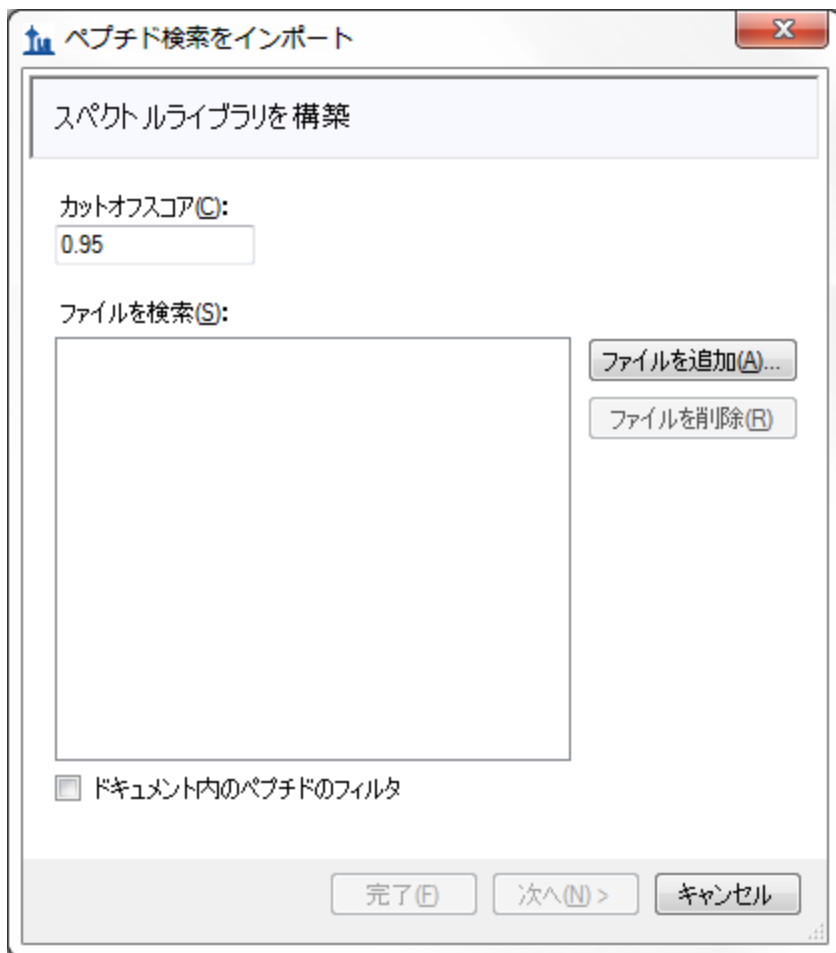 ペプチド検索をインポート
スペクトルライブラリを構築
カットオフスコア(C):
0.95
ファイルを検索(S):
ファイルを追加(A)...
ファイルを削除(R)
ドキュメント内のペプチドのフィルタ
完了(F)
次へ(N) >
キャンセル